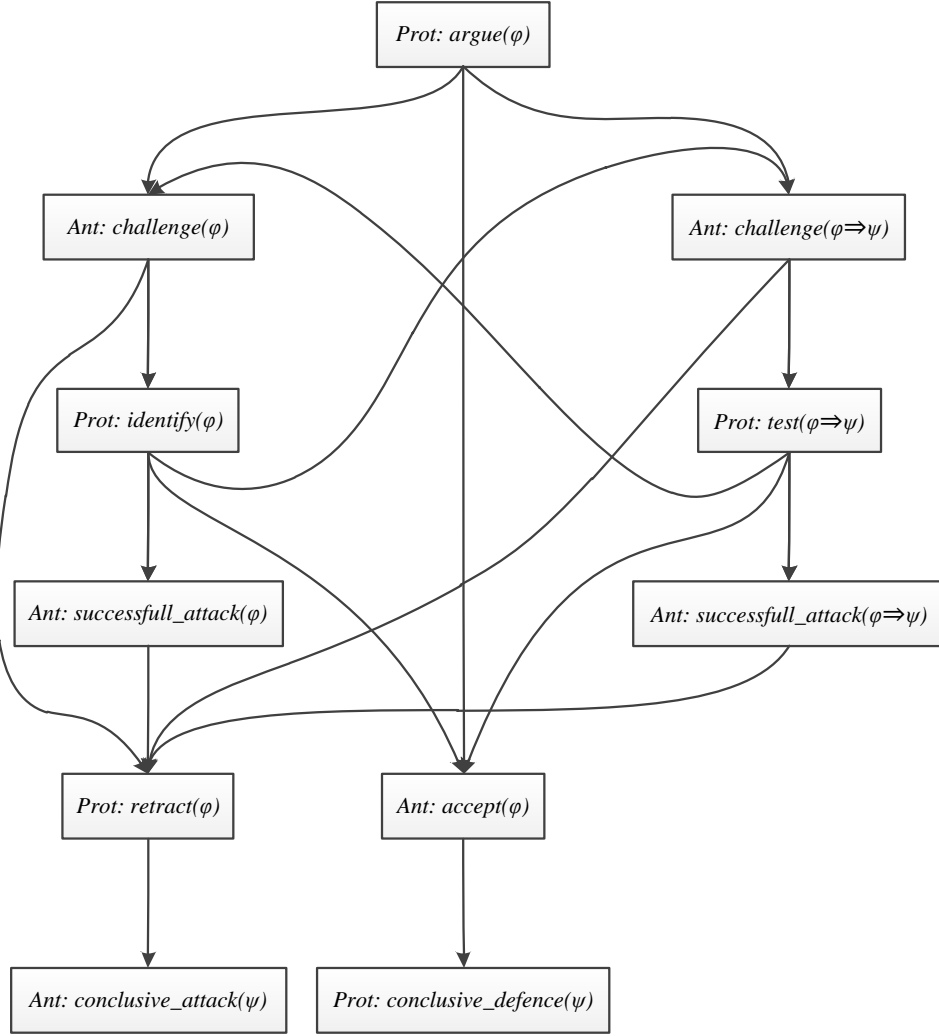 Prot: argue(φ)
Ant: challenge(φ)
Ant: challenge(φ⇒ψ)
Prot: identify(φ)
Prot: test(φ⇒ψ)
Ant: successfull_attack(φ)
Ant: successfull_attack(φ⇒ψ)
Prot: retract(φ)
Ant: accept(φ)
Ant: conclusive_attack(ψ)
Prot: conclusive_defence(ψ)